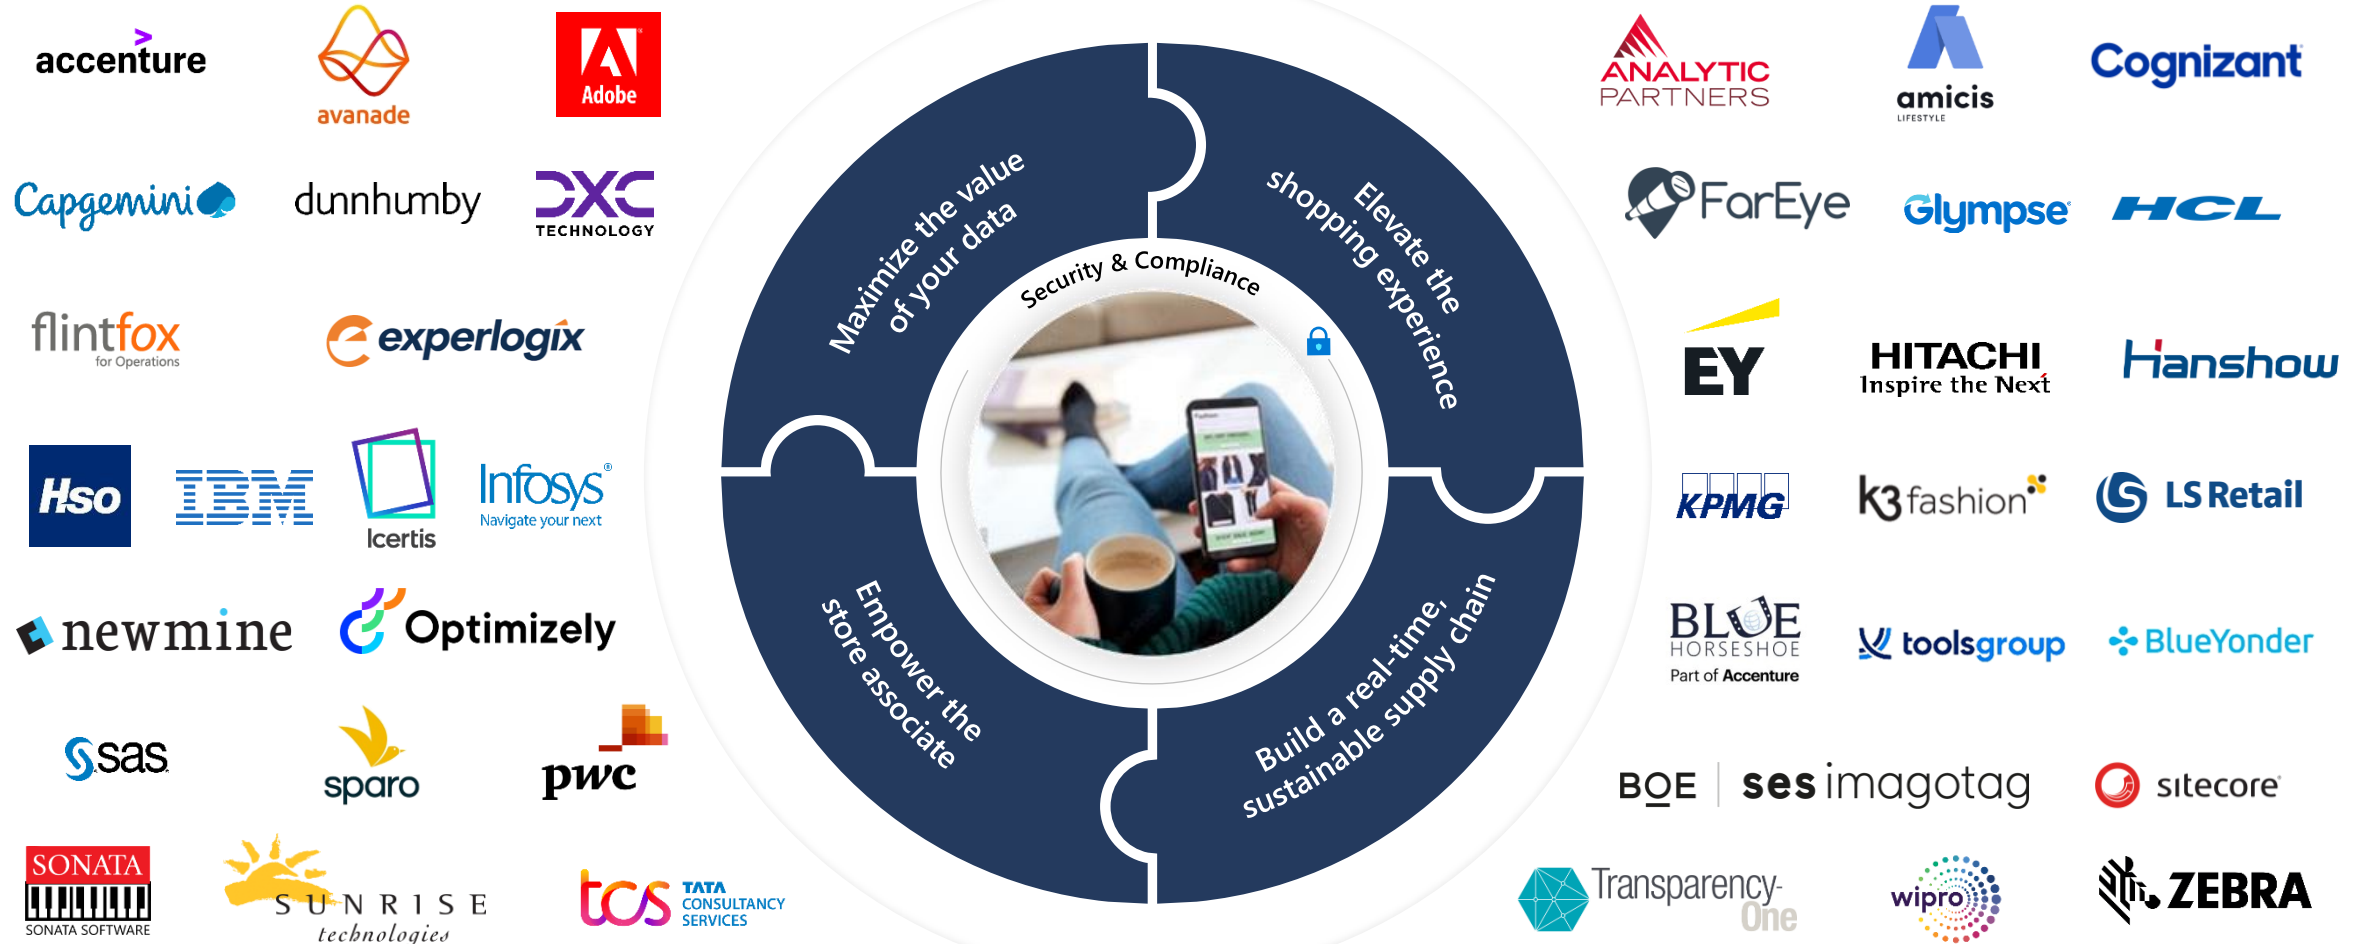 accenture
avanade
Adobe
Capgemini
dunnhumby
DXC
TECHNOLOGY
flintfox
for Operations
experlogix
Hso
IBM
Icertis
Infosys®
Navigate your next
newmine
Optimizely
sas
sparo
pwc
SONATA
SONATA SOFTWARE
SUNRISE
technologies
tcs
TATA
CONSULTANCY
SERVICES
Maximize the value
of your data
Elevate the
shopping experience
Security & Compliance
Empower the
store associate
Build a real-time,
sustainable supply chain
ANALYTIC
PARTNERS
amicis
LIFESTYLE
Cognizant
FarEye
Glympse
HCL
EY
HITACHI
Inspire the Next
Hanshow
KPMG
k3 fashion
LS Retail
BLUE
HORSESHOE
Part of Accenture
toolsgroup
BlueYonder
BOE
ses imagotag
sitecore
Transparency-
One
wipro
ZEBRA